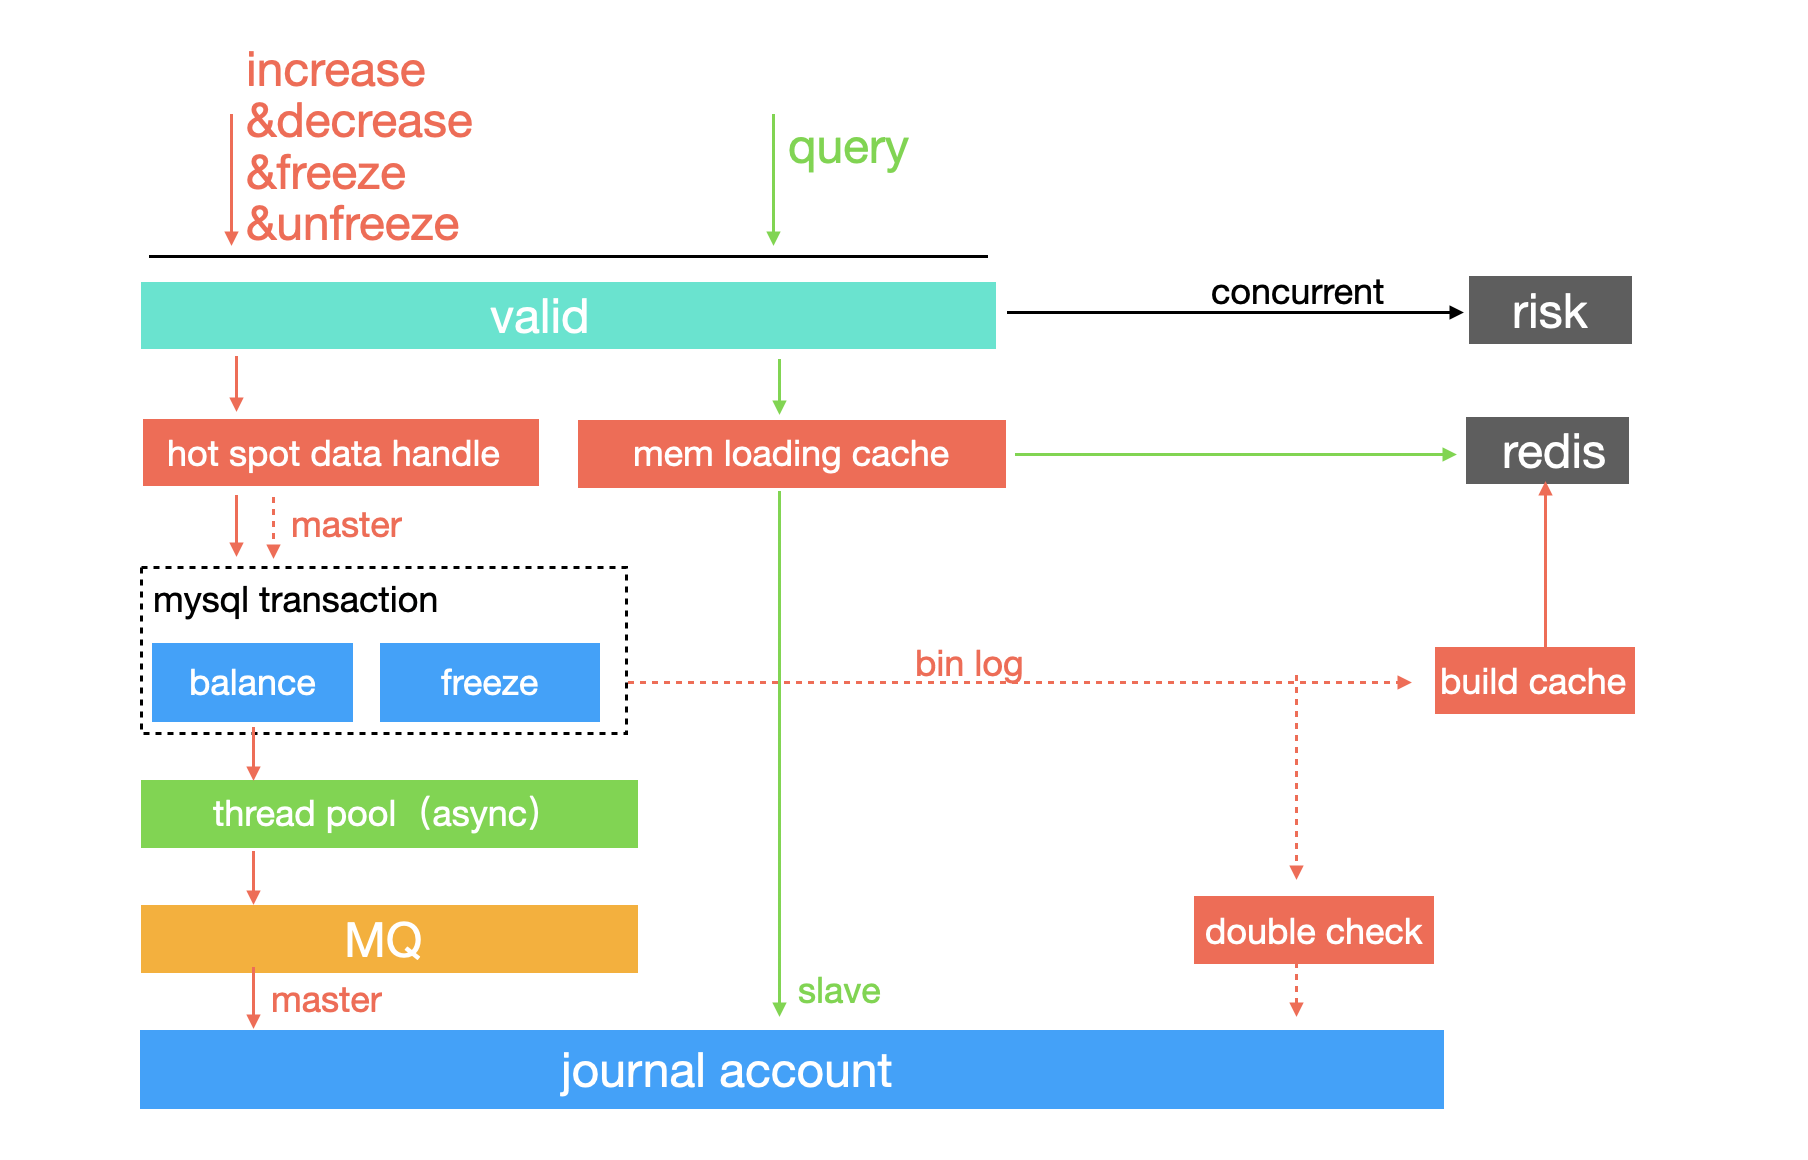 increase
&decrease
&freeze
&unfreeze
query
valid
concurrent
risk
hot spot data handle
mem loading cache
redis
master
mysql transaction
balance
freeze
bin log
build cache
thread pool（async）
MQ
double check
master
slave
journal account